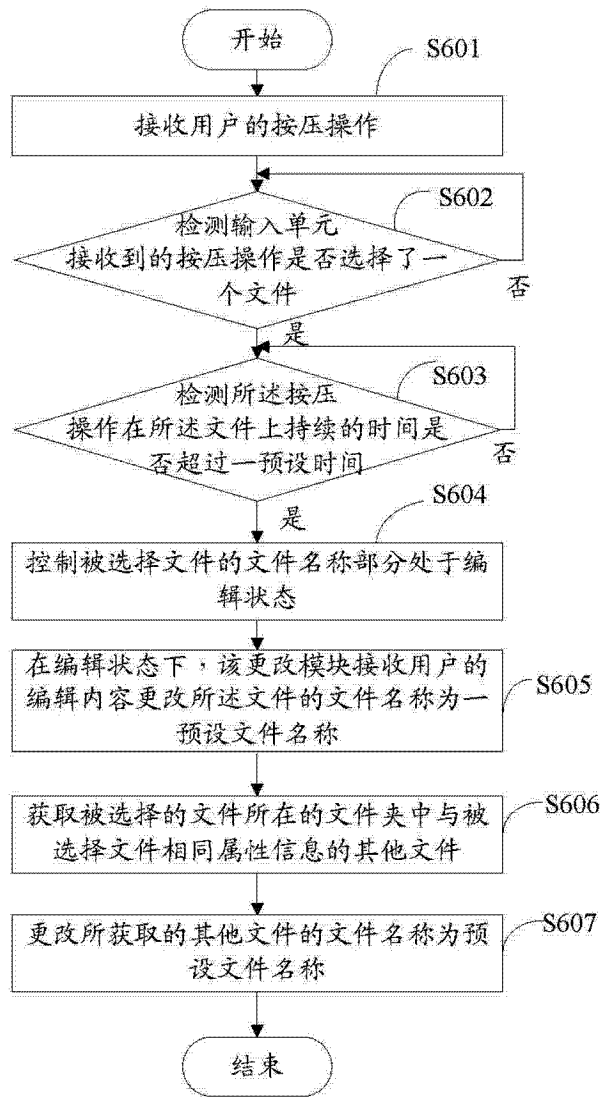 开始
S601
接收用户的按压操作
S602
检测输入单元
接收到的按压操作是否选择了一
个文件
否
是
S603
检测所述按压
操作在所述文件上持续的时间是
否超过一预设时间
否
是
S604
控制被选择文件的文件名称部分处于编
辑状态
在编辑状态下，该更改模块接收用户的
编辑内容更改所述文件的文件名称为一
预设文件名称
S605
获取被选择的文件所在的文件夹中与被
选择文件相同属性信息的其他文件
S606
更改所获取的其他文件的文件名称为预
设文件名称
S607
结束